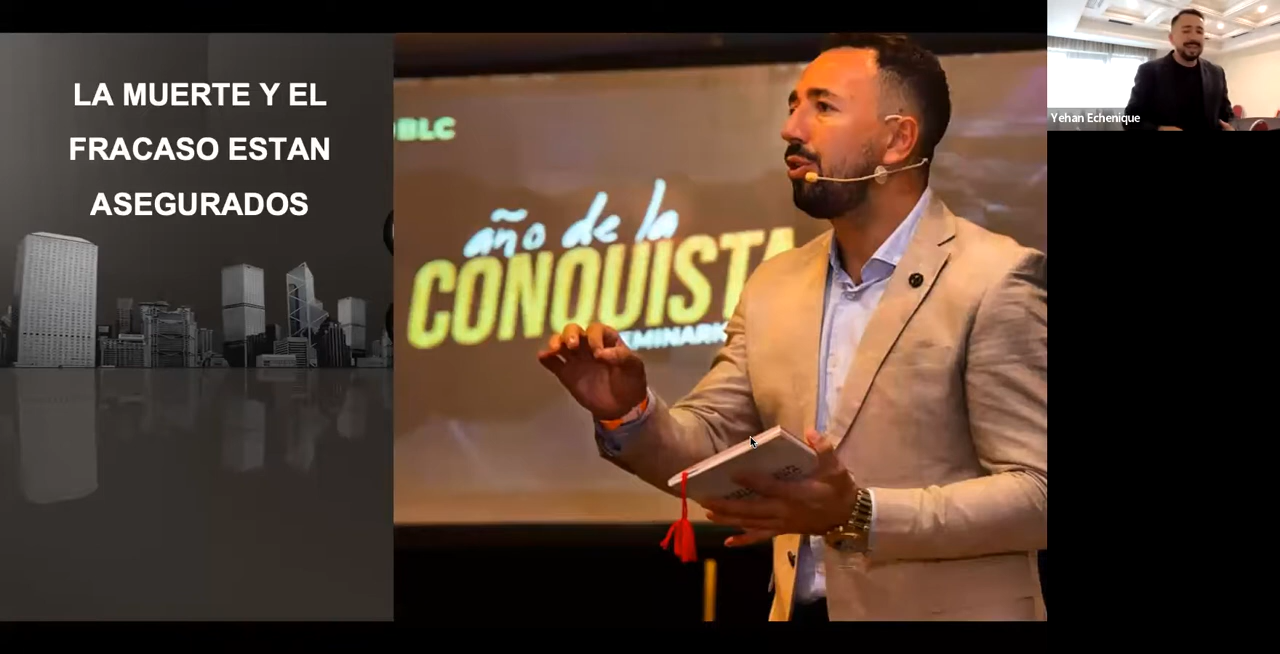 LA MUERTE Y EL
FRACASO ESTAN
ASEGURADOS
BLC
año de la
CONQUISTA
Yehan Echenique